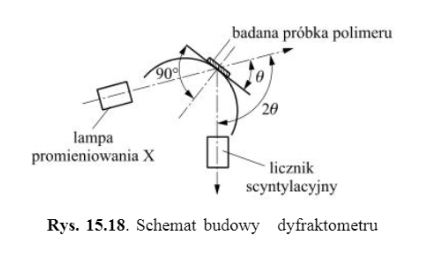 badana próbka polimeru
90°
θ
2θ
lampa
promieniowania X
licznik
scyntylacyjny
Rys. 15.18. Schemat budowy dyfraktometru